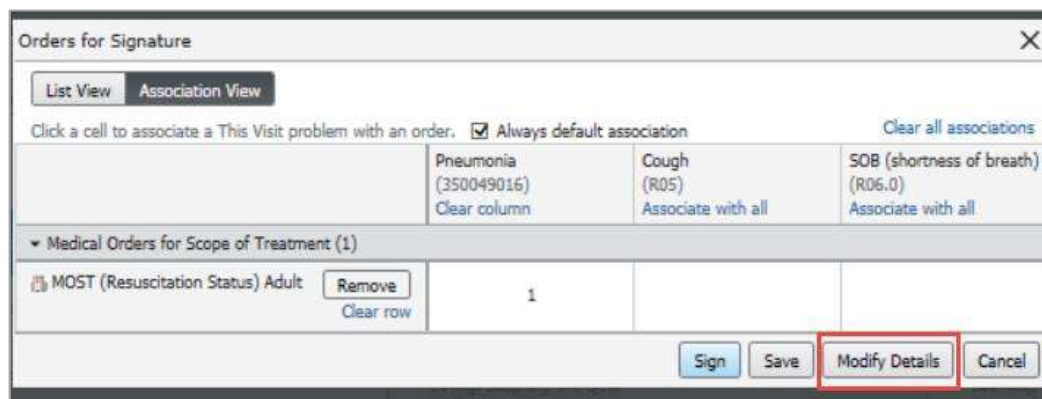 Orders for Signature
List View Association View
Click a cell to associate a This Visit problem with an order. Always default association Clear all associations
Pneumonia Cough SOB (shortness of breath)
(350049016) (R05) (R06.0)
Clear column Associate with all Associate with all
Medical Orders for Scope of Treatment (1)
MOST (Resuscitation Status) Adult Remove 1
Clear row
Sign Save Modify Details Cancel